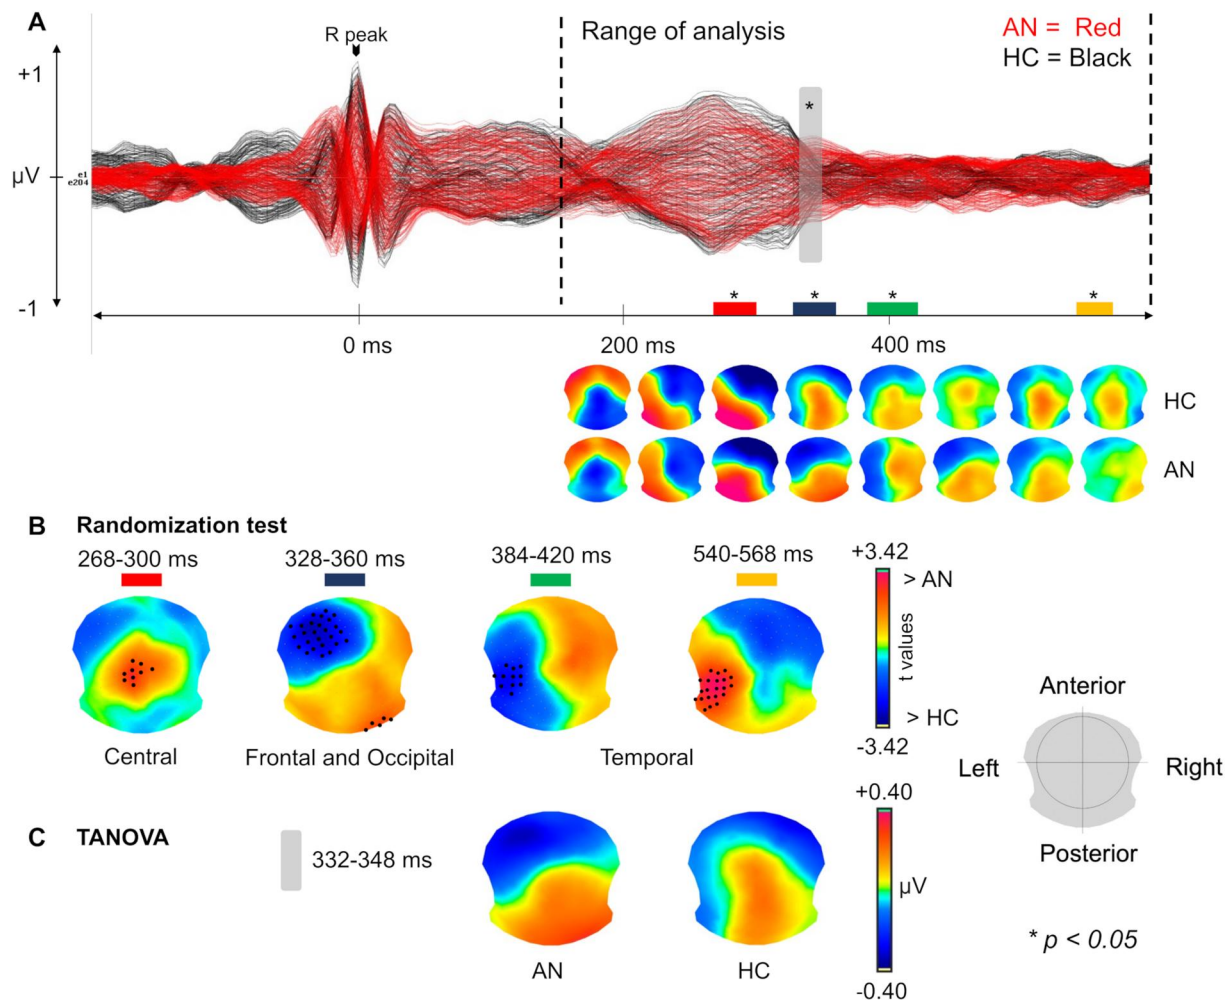 A
R peak
Range of analysis
AN = Red
HC = Black
+1
µV
e1
e204
-1
*
* * * *
0 ms 200 ms 400 ms
HC
AN
B Randomization test
268-300 ms 328-360 ms 384-420 ms 540-568 ms
+3.42
> AN
t values
> HC
-3.42
Central Frontal and Occipital Temporal
Anterior
Left Right
Posterior
C TANOVA
332-348 ms
+0.40
µV
-0.40
AN HC
* p < 0.05